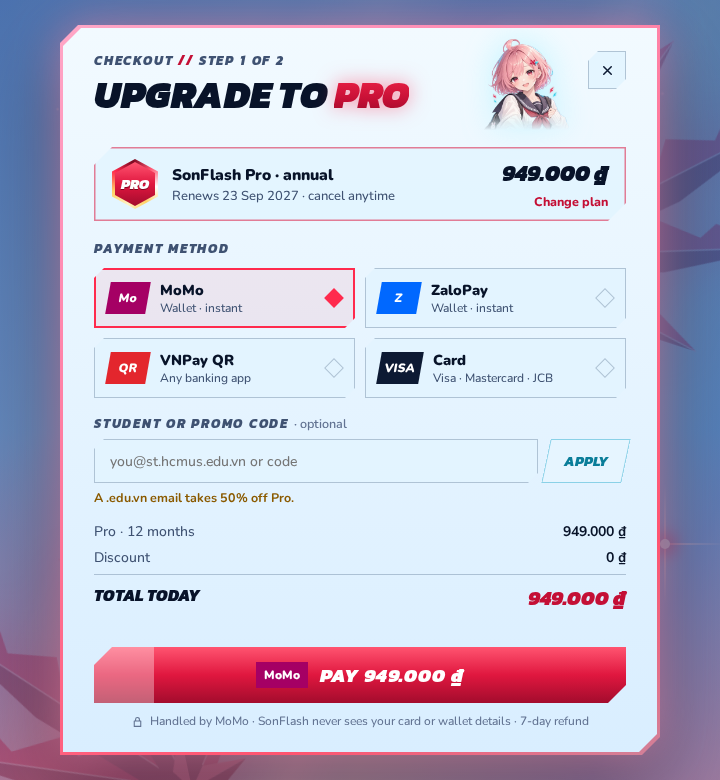 CHECKOUT // STEP 1 OF 2
UPGRADE TO PRO
✕
PRO
SonFlash Pro · annual
Renews 23 Sep 2027 · cancel anytime
949.000 ₫
Change plan
PAYMENT METHOD
Mo
MoMo
Wallet · instant
Z
ZaloPay
Wallet · instant
QR
VNPay QR
Any banking app
VISA
Card
Visa · Mastercard · JCB
STUDENT OR PROMO CODE · optional
you@st.hcmus.edu.vn or code
APPLY
A .edu.vn email takes 50% off Pro.
Pro · 12 months 949.000 ₫
Discount 0 ₫
TOTAL TODAY 949.000 ₫
MoMo PAY 949.000 ₫
Handled by MoMo · SonFlash never sees your card or wallet details · 7-day refund